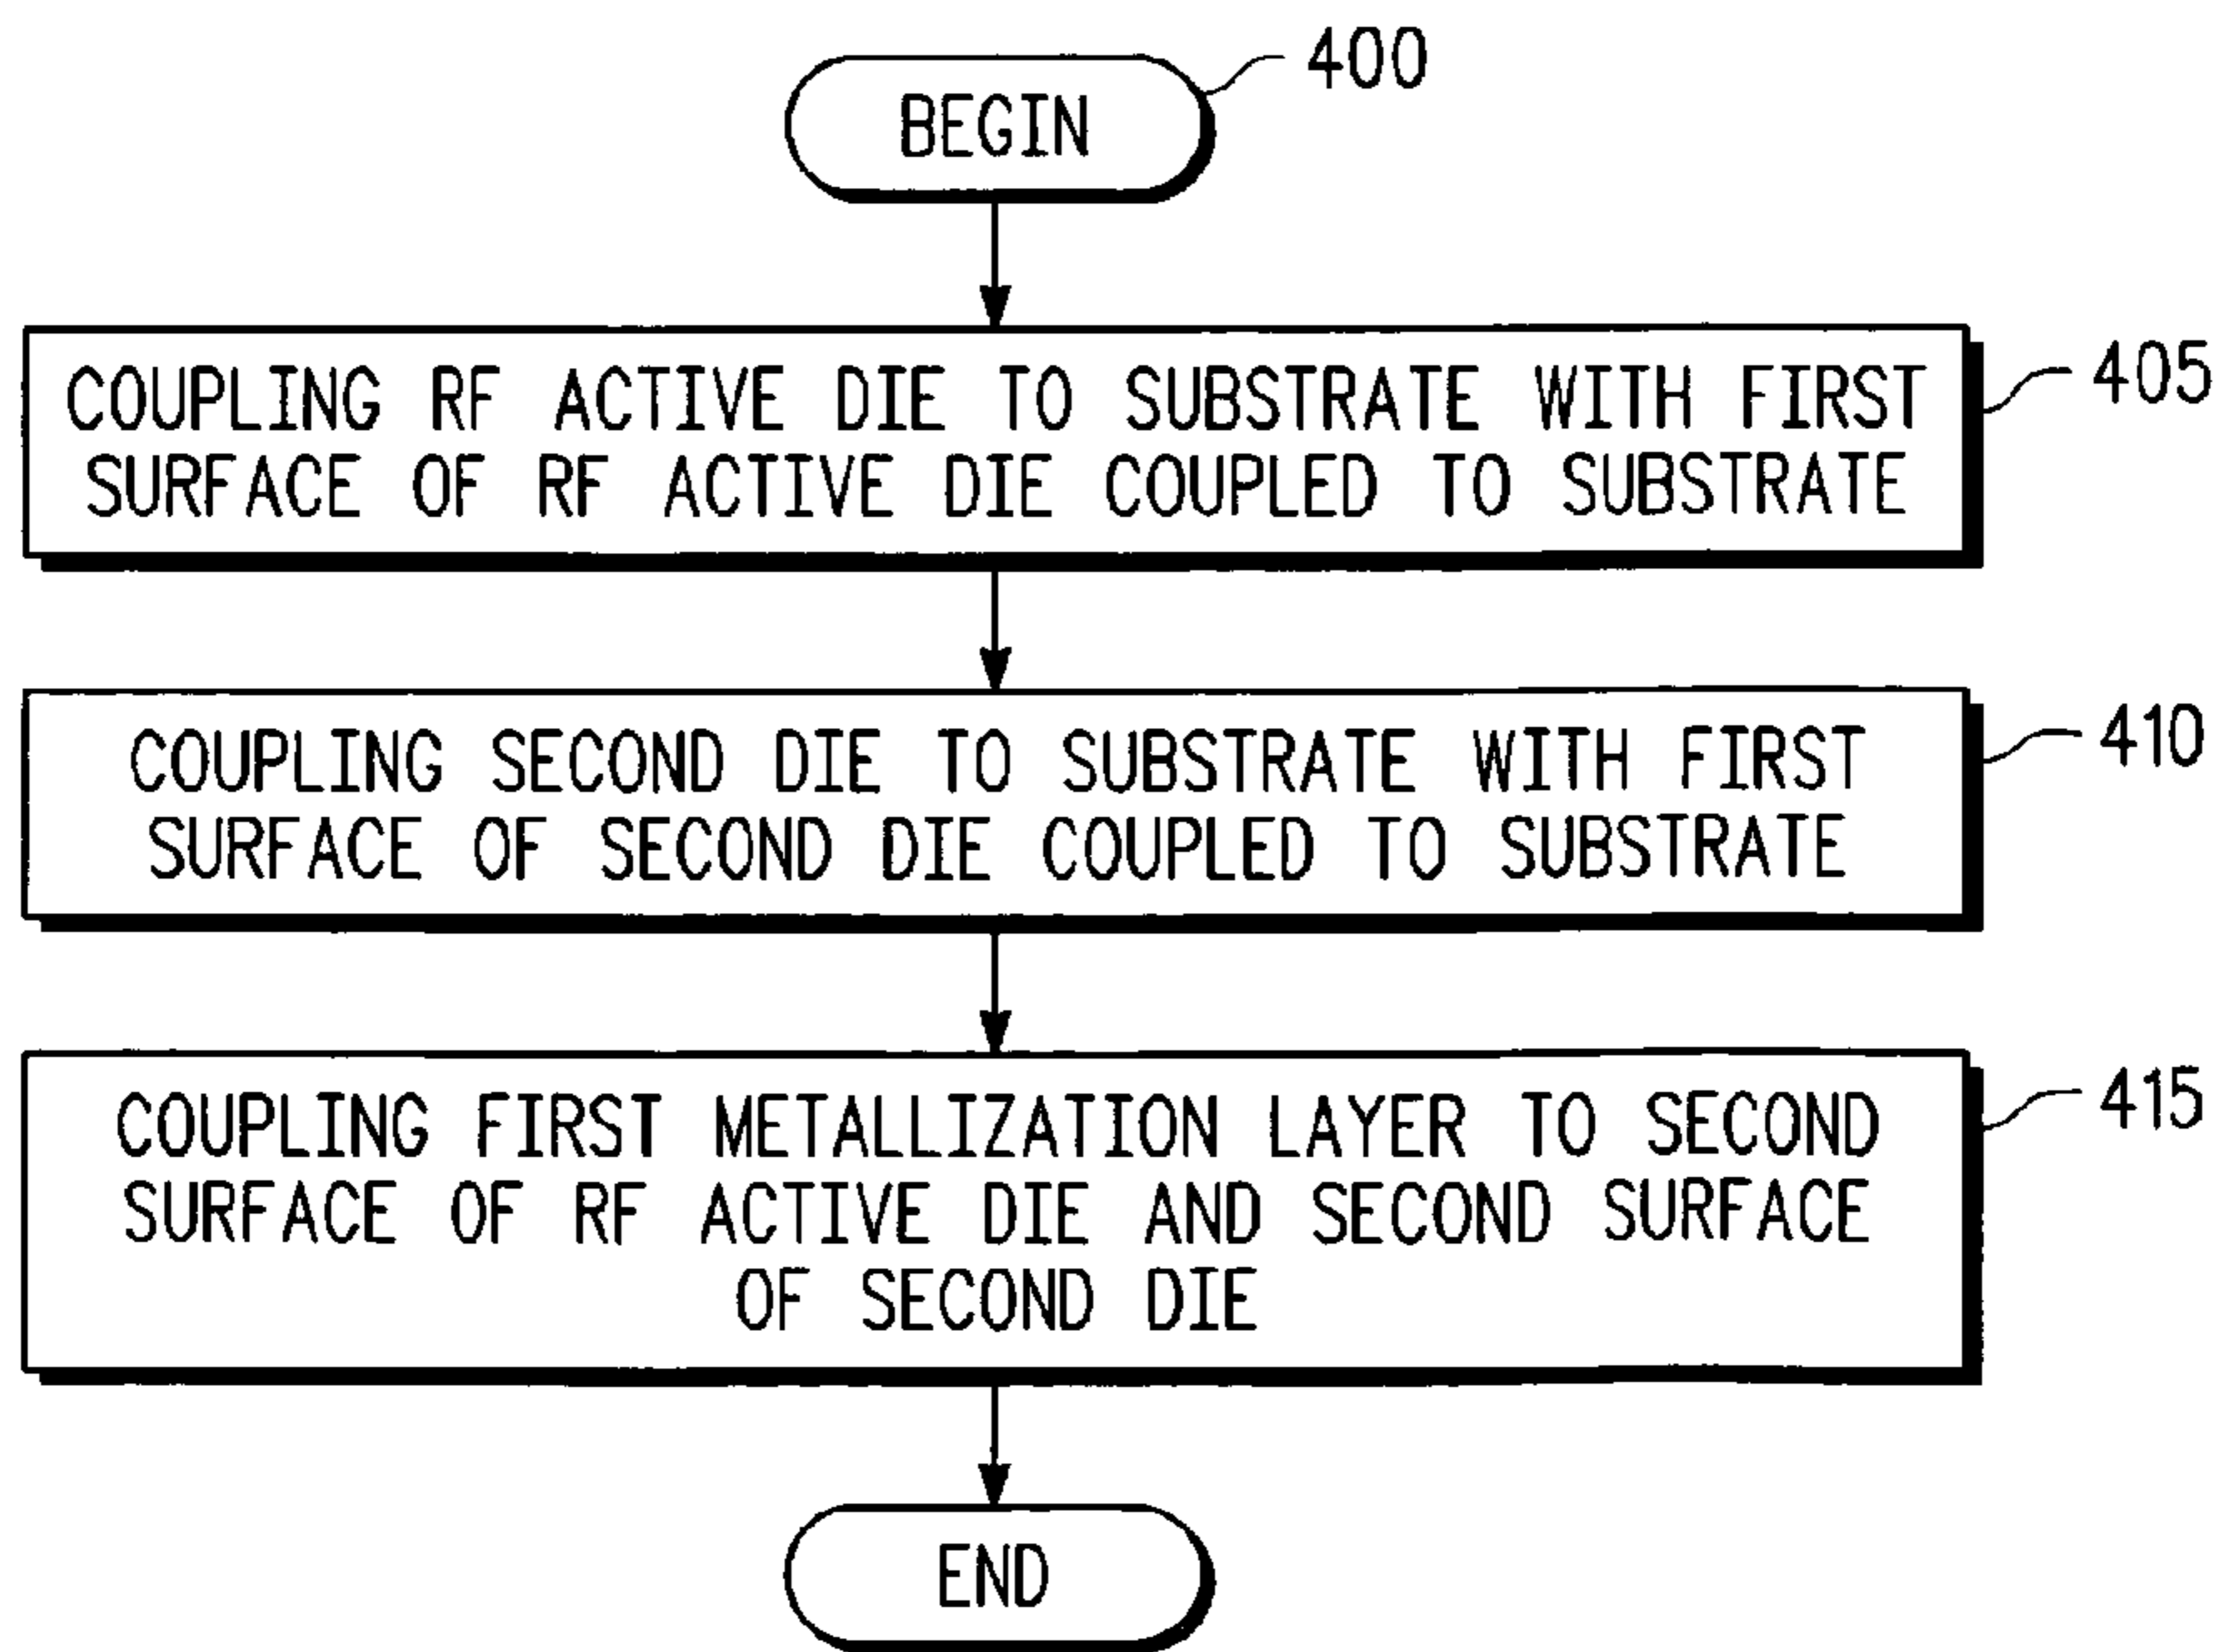 BEGIN
400
COUPLING RF ACTIVE DIE TO SUBSTRATE WITH FIRST
SURFACE OF RF ACTIVE DIE COUPLED TO SUBSTRATE
405
COUPLING SECOND DIE TO SUBSTRATE WITH FIRST
SURFACE OF SECOND DIE COUPLED TO SUBSTRATE
410
COUPLING FIRST METALLIZATION LAYER TO SECOND
SURFACE OF RF ACTIVE DIE AND SECOND SURFACE
OF SECOND DIE
415
END